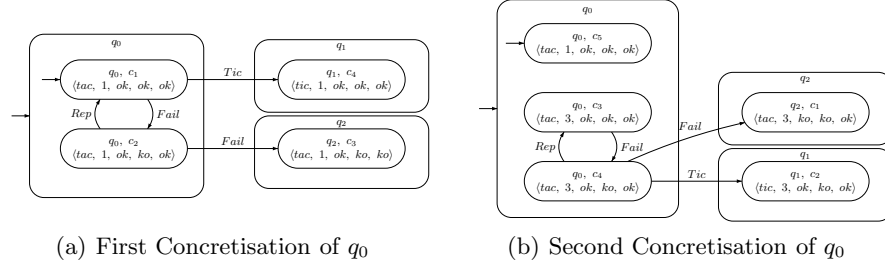 q0
q0, c1
⟨tac, 1, ok, ok, ok⟩
Rep
Fail
q0, c2
⟨tac, 1, ok, ko, ok⟩
Tic
Fail
q1
q1, c4
⟨tic, 1, ok, ok, ok⟩
q2
q2, c3
⟨tac, 1, ok, ko, ko⟩
(a) First Concretisation of q0
q0
q0, c5
⟨tac, 1, ok, ok, ok⟩
q0, c3
⟨tac, 3, ok, ok, ok⟩
Rep
Fail
q0, c4
⟨tac, 3, ok, ko, ok⟩
Fail
Tic
q2
q2, c1
⟨tac, 3, ko, ko, ok⟩
q1
q1, c2
⟨tic, 3, ok, ko, ok⟩
(b) Second Concretisation of q0